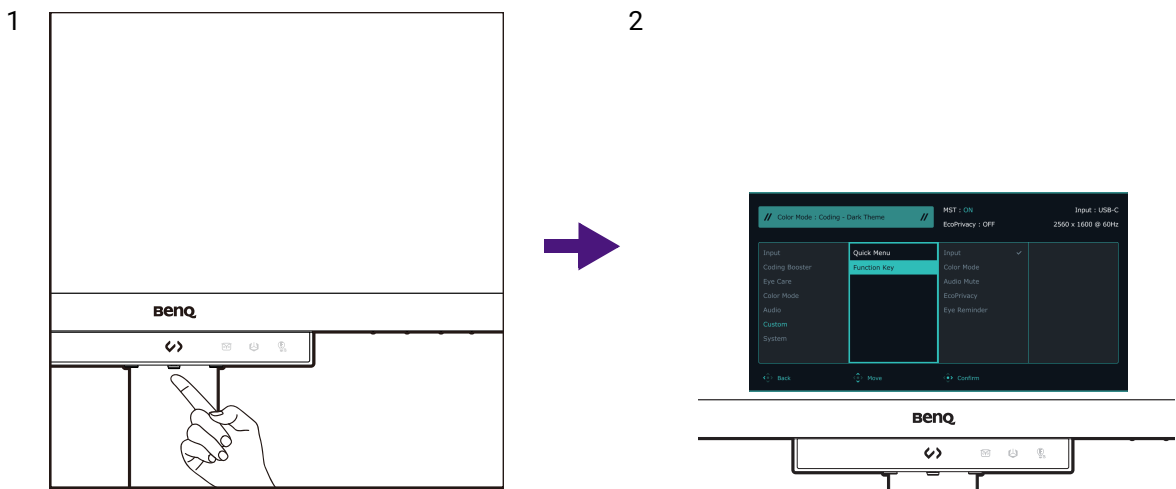 1
BenQ
2
// Color Mode : Coding - Dark Theme //
MST : ON
Input : USB-C
EcoPrivacy : OFF
2560 x 1600 @ 60Hz
Input
Coding Booster
Eye Care
Color Mode
Audio
Custom
System
Quick Menu
Function Key
Input
Color Mode
Audio Mute
EcoPrivacy
Eye Reminder
Back
Move
Confirm
BenQ